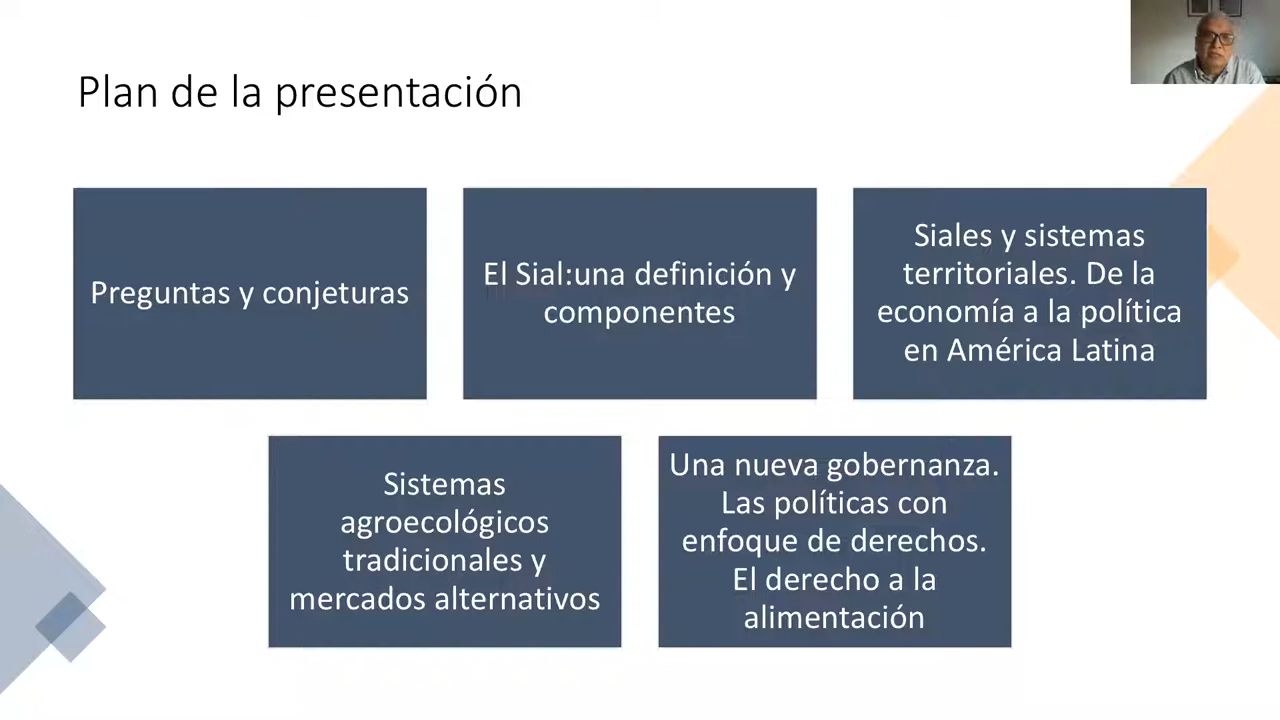 Plan de la presentación
Preguntas y conjeturas
El Sial:una definición y
componentes
Siales y sistemas
territoriales. De la
economía a la política
en América Latina
Sistemas
agroecológicos
tradicionales y
mercados alternativos
Una nueva gobernanza.
Las políticas con
enfoque de derechos.
El derecho a la
alimentación